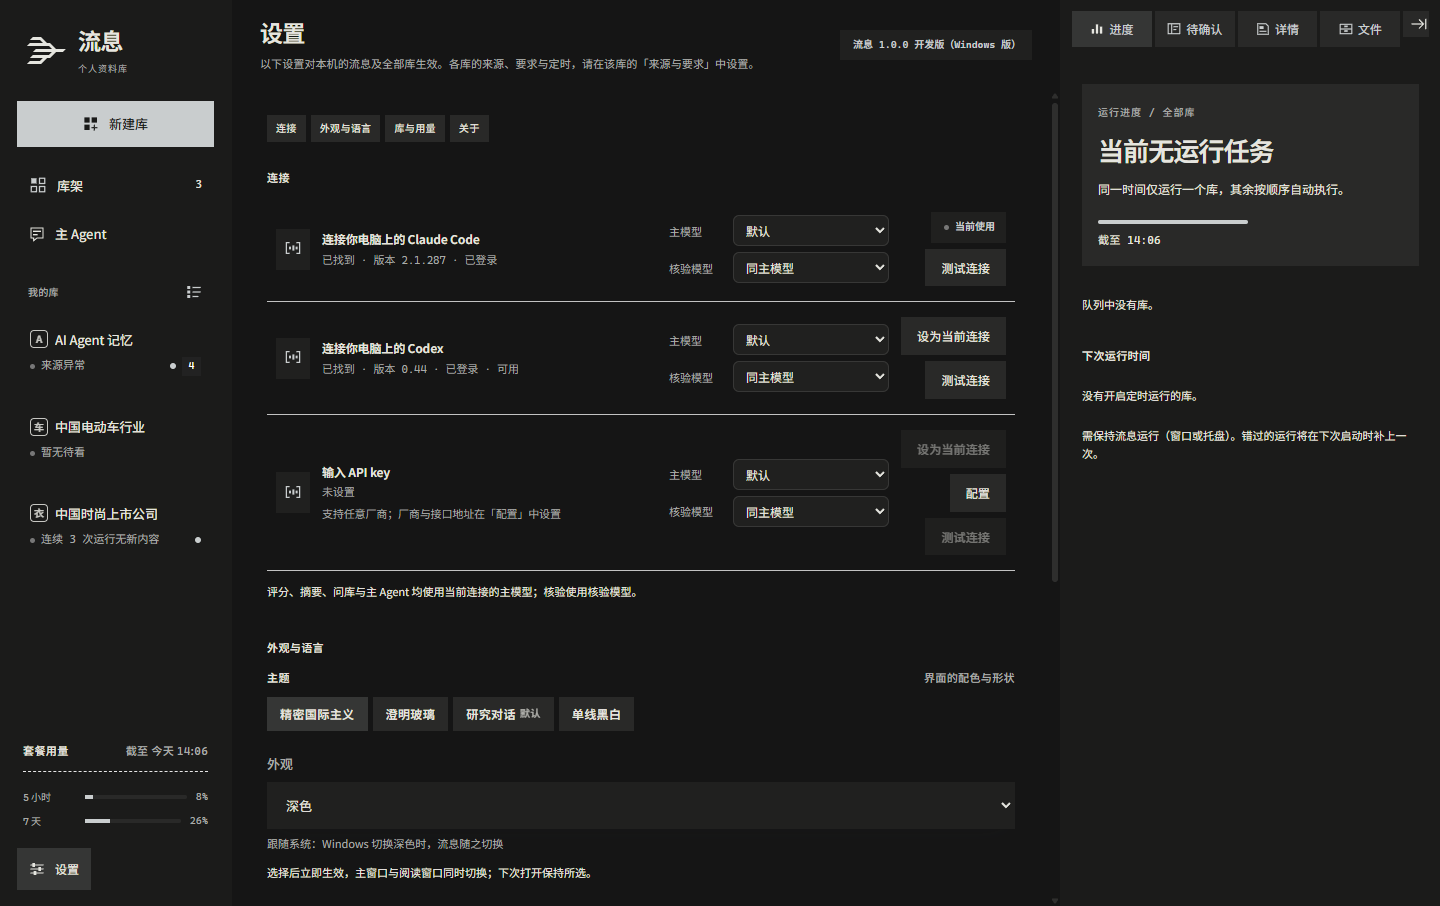 流息
个人资料库
新建库
库架 3
主 Agent
我的库
A AI Agent 记忆
来源异常 4
车 中国电动车行业
暂无待看
衣 中国时尚上市公司
连续 3 次运行无新内容
套餐用量 截至 今天 14:06
5 小时 8%
7 天 26%
设置
设置
以下设置对本机的流息及全部库生效。各库的来源、要求与定时，请在该库的「来源与要求」中设置。
流息 1.0.0 开发版（Windows 版）
连接 外观与语言 库与用量 关于
连接
连接你电脑上的 Claude Code
已找到 · 版本 2.1.287 · 已登录
主模型 默认
核验模型 同主模型
当前使用
测试连接
连接你电脑上的 Codex
已找到 · 版本 0.44 · 已登录 · 可用
主模型 默认
核验模型 同主模型
设为当前连接
测试连接
输入 API key
未设置
支持任意厂商；厂商与接口地址在「配置」中设置
主模型 默认
核验模型 同主模型
设为当前连接
配置
测试连接
评分、摘要、问库与主 Agent 均使用当前连接的主模型；核验使用核验模型。
外观与语言
主题 界面的配色与形状
精密国际主义 澄明玻璃 研究对话 默认 单线黑白
外观
深色
跟随系统：Windows 切换深色时，流息随之切换
选择后立即生效，主窗口与阅读窗口同时切换；下次打开保持所选。
进度 待确认 详情 文件
运行进度 / 全部库
当前无运行任务
同一时间仅运行一个库，其余按顺序自动执行。
截至 14:06
队列中没有库。
下次运行时间
没有开启定时运行的库。
需保持流息运行（窗口或托盘）。错过的运行将在下次启动时补上一
次。